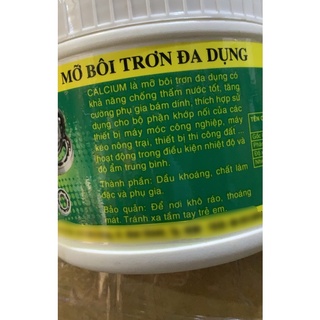 MỠ BÔI TRƠN ĐA DỤNG
CALCIUM là mỡ bôi trơn đa dụng có
khả năng chống thấm nước tốt, tăng
cường phụ gia bám dính, thích hợp sử
dụng cho bộ phận khớp nối của các
thiết bị máy móc công nghiệp, máy
kéo nông trại, thiết bị thi công đất ...
hoạt động trong điều kiện nhiệt độ và
độ ẩm trung bình.
Thành phần: Dầu khoáng, chất làm
đặc và phụ gia.
Bảo quản: Để nơi khô ráo, thoáng
mát. Tránh xa tầm tay trẻ em